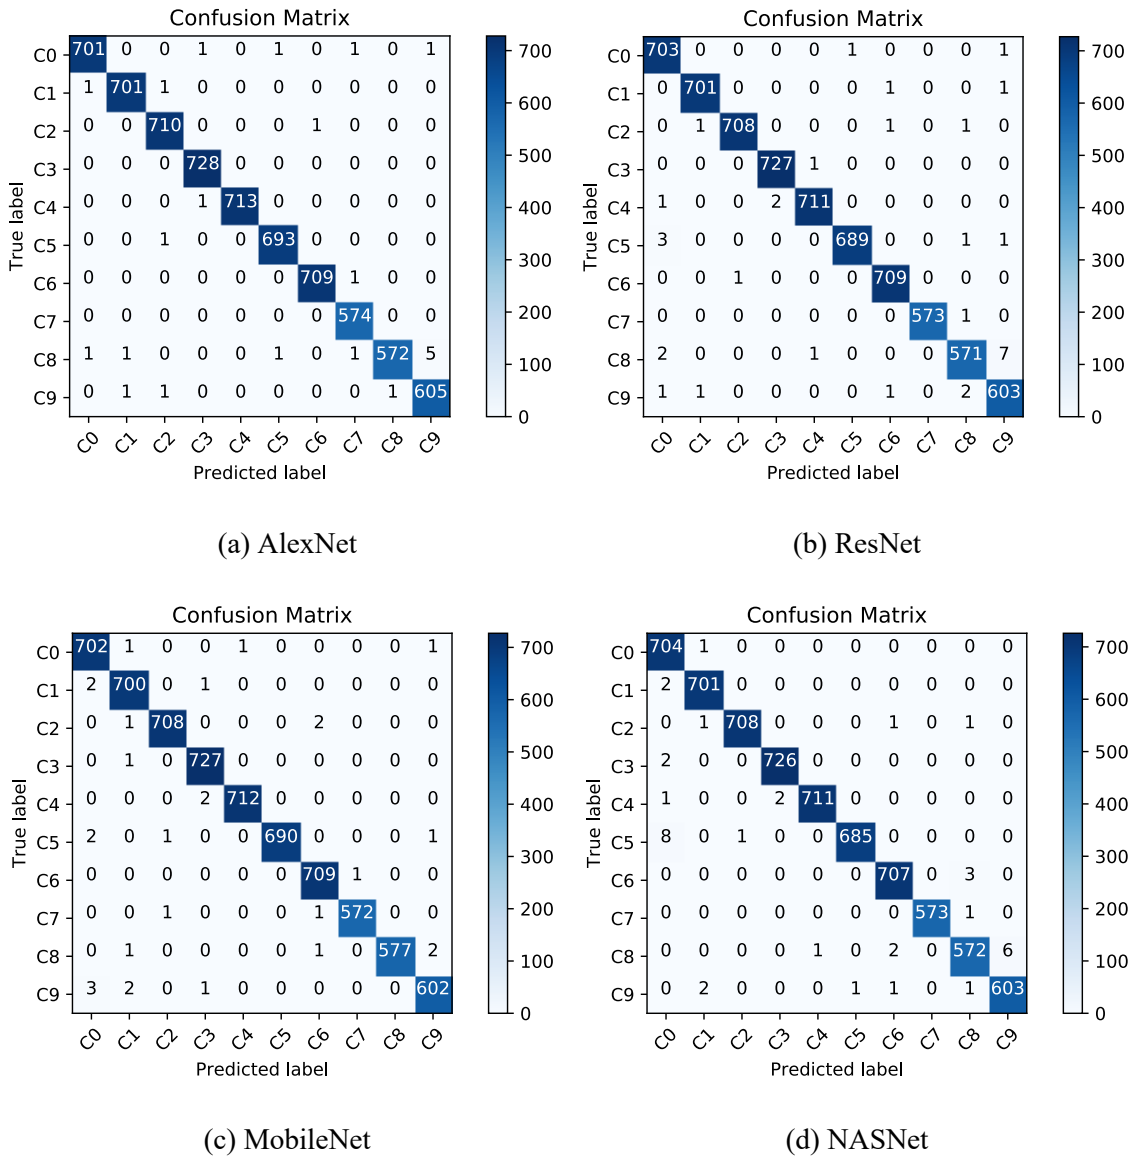 Confusion Matrix
C0 701 0 0 1 0 1 0 1 0 1
C1 1 701 1 0 0 0 0 0 0 0
C2 0 0 710 0 0 0 1 0 0 0
C3 0 0 0 728 0 0 0 0 0 0
C4 0 0 0 1 713 0 0 0 0 0
C5 0 0 1 0 0 693 0 0 0 0
C6 0 0 0 0 0 0 709 1 0 0
C7 0 0 0 0 0 0 0 574 0 0
C8 1 1 0 0 0 1 0 1 572 5
C9 0 1 1 0 0 0 0 0 1 605
C0 C1 C2 C3 C4 C5 C6 C7 C8 C9
True label
Predicted label
700
600
500
400
300
200
100
0
(a) AlexNet
Confusion Matrix
C0 703 0 0 0 0 1 0 0 0 1
C1 0 701 0 0 0 0 1 0 0 1
C2 0 1 708 0 0 0 1 0 1 0
C3 0 0 0 727 1 0 0 0 0 0
C4 1 0 0 2 711 0 0 0 0 0
C5 3 0 0 0 0 689 0 0 1 1
C6 0 0 1 0 0 0 709 0 0 0
C7 0 0 0 0 0 0 0 573 1 0
C8 2 0 0 0 1 0 0 0 571 7
C9 1 1 0 0 0 0 1 0 2 603
C0 C1 C2 C3 C4 C5 C6 C7 C8 C9
True label
Predicted label
700
600
500
400
300
200
100
0
(b) ResNet
Confusion Matrix
C0 702 1 0 0 1 0 0 0 0 1
C1 2 700 0 1 0 0 0 0 0 0
C2 0 1 708 0 0 0 2 0 0 0
C3 0 1 0 727 0 0 0 0 0 0
C4 0 0 0 2 712 0 0 0 0 0
C5 2 0 1 0 0 690 0 0 0 1
C6 0 0 0 0 0 0 709 1 0 0
C7 0 0 1 0 0 0 1 572 0 0
C8 0 1 0 0 0 0 1 0 577 2
C9 3 2 0 1 0 0 0 0 0 602
C0 C1 C2 C3 C4 C5 C6 C7 C8 C9
True label
Predicted label
700
600
500
400
300
200
100
0
(c) MobileNet
Confusion Matrix
C0 704 1 0 0 0 0 0 0 0 0
C1 2 701 0 0 0 0 0 0 0 0
C2 0 1 708 0 0 0 1 0 1 0
C3 2 0 0 726 0 0 0 0 0 0
C4 1 0 0 2 711 0 0 0 0 0
C5 8 0 1 0 0 685 0 0 0 0
C6 0 0 0 0 0 0 707 0 3 0
C7 0 0 0 0 0 0 0 573 1 0
C8 0 0 0 0 1 0 2 0 572 6
C9 0 2 0 0 0 1 1 0 1 603
C0 C1 C2 C3 C4 C5 C6 C7 C8 C9
True label
Predicted label
700
600
500
400
300
200
100
0
(d) NASNet